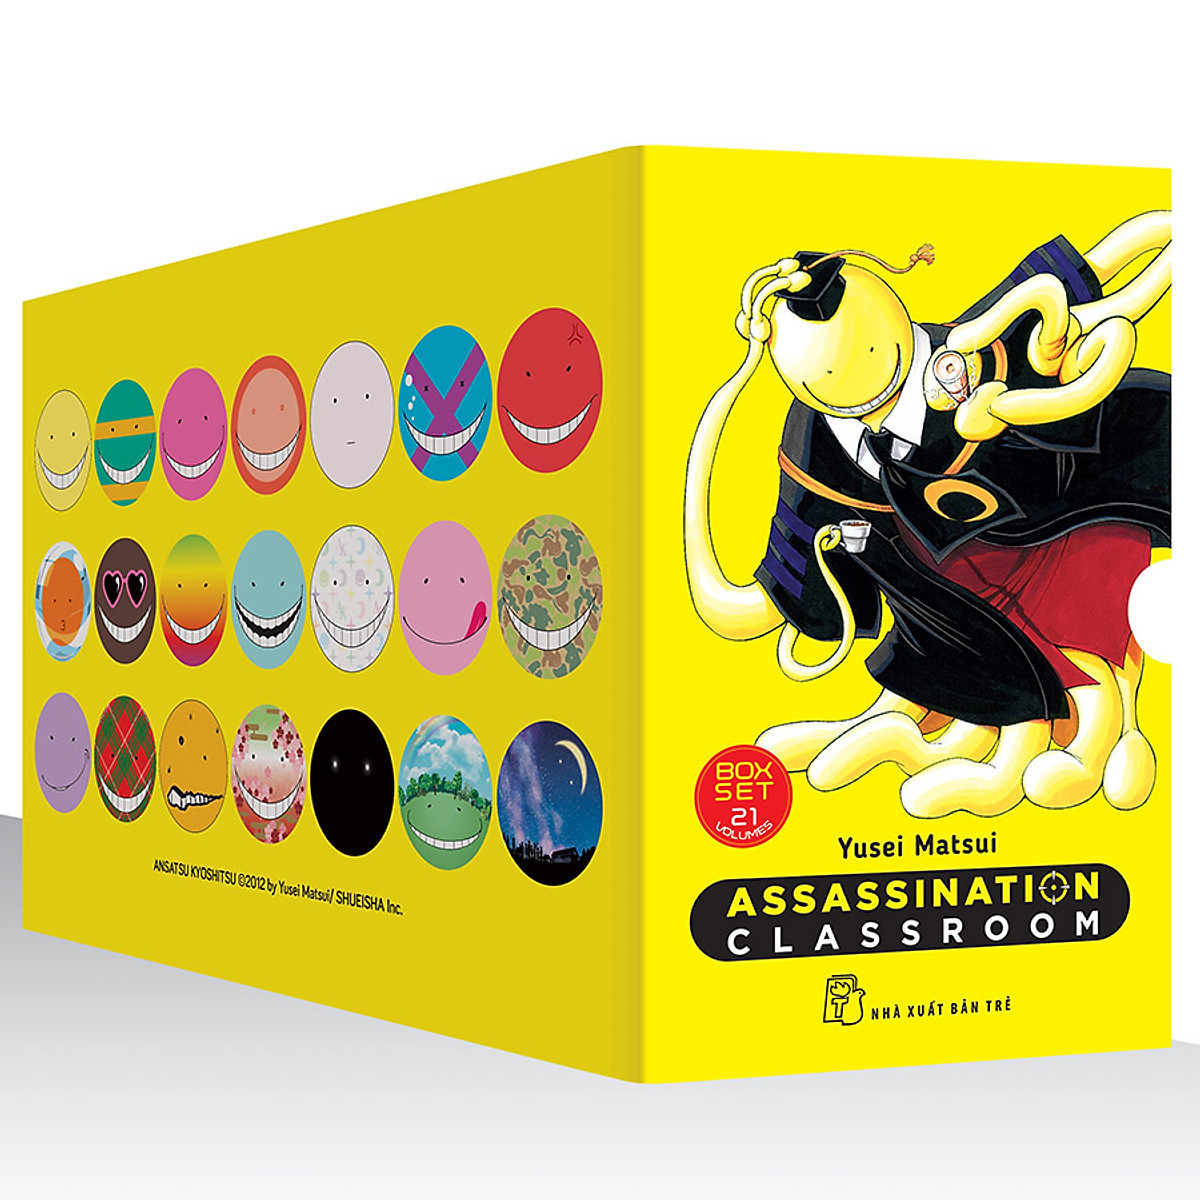 ANSATSU KYOSHITSU ©2012 by Yusei Matsui/ SHUEISHA Inc.
BOX
SET
21
VOLUMES
Yusei Matsui
ASSASSINATION
CLASSROOM
T
NHÀ XUẤT BẢN TRẺ